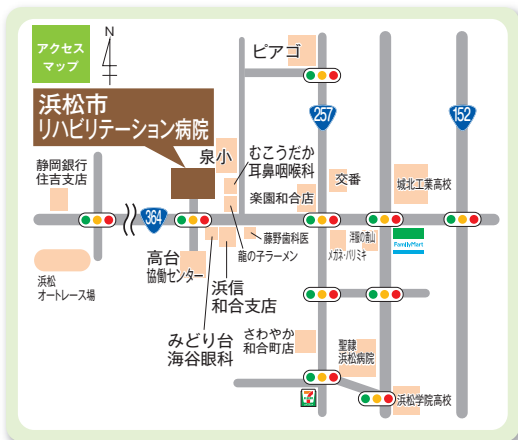 アクセス
マップ
N
ピアゴ
257
152
浜松市
リハビリテーション病院
泉小
むこうだか
耳鼻咽喉科
静岡銀行
住吉支店
楽園和合店
交番
城北工業高校
364
藤野歯科医
龍の子ラーメン
メガネ・パリミキ
洋服の青山
FamilyMart
高台
協働センター
浜信
和合支店
浜松
オートレース場
みどり台
海谷眼科
さわやか
和合町店
聖隷
浜松病院
7
浜松学院高校